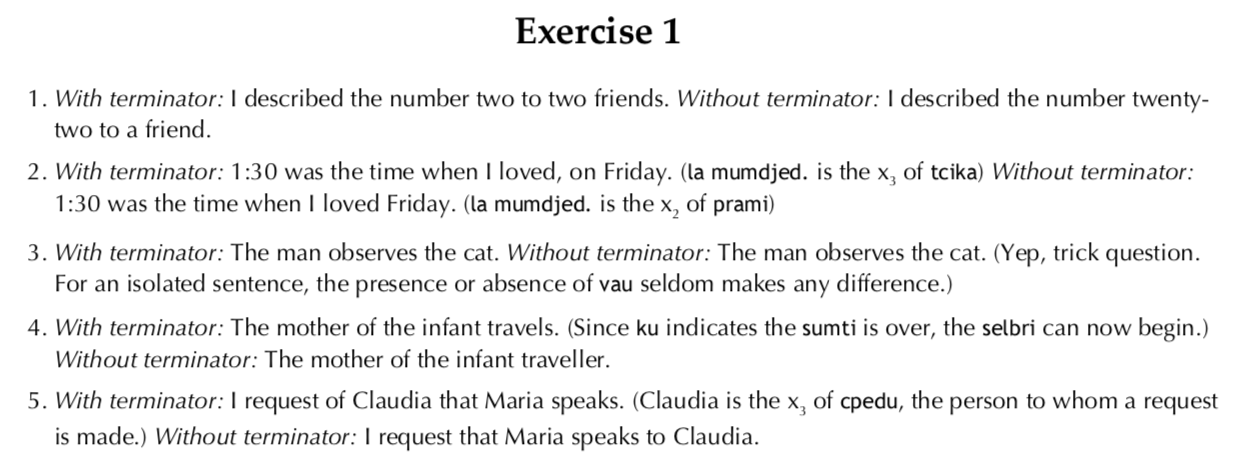 Exercise 1
1. With terminator: I described the number two to two friends. Without terminator: I described the number twenty-
two to a friend.
2. With terminator: 1:30 was the time when I loved, on Friday. (la mumdjed. is the x3 of tcika) Without terminator:
1:30 was the time when I loved Friday. (la mumdjed. is the x2 of prami)
3. With terminator: The man observes the cat. Without terminator: The man observes the cat. (Yep, trick question.
For an isolated sentence, the presence or absence of vau seldom makes any difference.)
4. With terminator: The mother of the infant travels. (Since ku indicates the sumti is over, the selbri can now begin.)
Without terminator: The mother of the infant traveller.
5. With terminator: I request of Claudia that Maria speaks. (Claudia is the x3 of cpedu, the person to whom a request
is made.) Without terminator: I request that Maria speaks to Claudia.